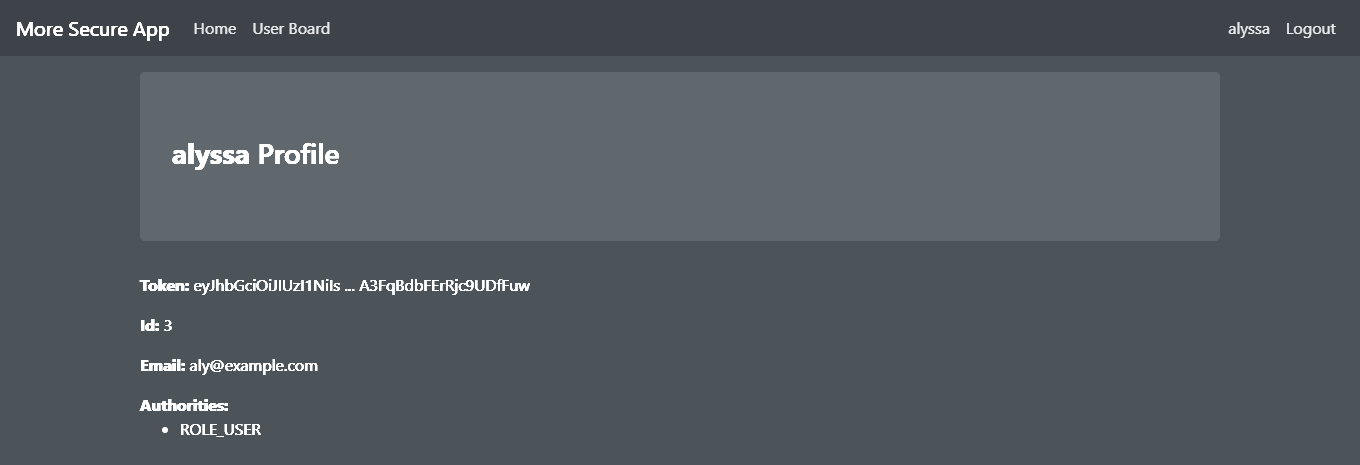 More Secure App Home User Board alyssa Logout
alyssa Profile
Token: eyJhbGciOiJIUzI1NiIs ... A3FqBdbFErRjc9UDfFuw
Id: 3
Email: aly@example.com
Authorities:
• ROLE_USER